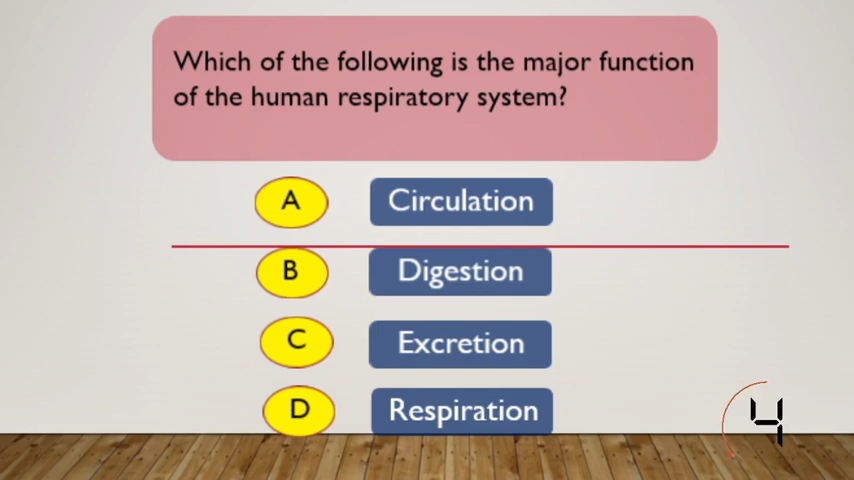 Which of the following is the major function
of the human respiratory system?
A Circulation
B Digestion
C Excretion
D Respiration
4